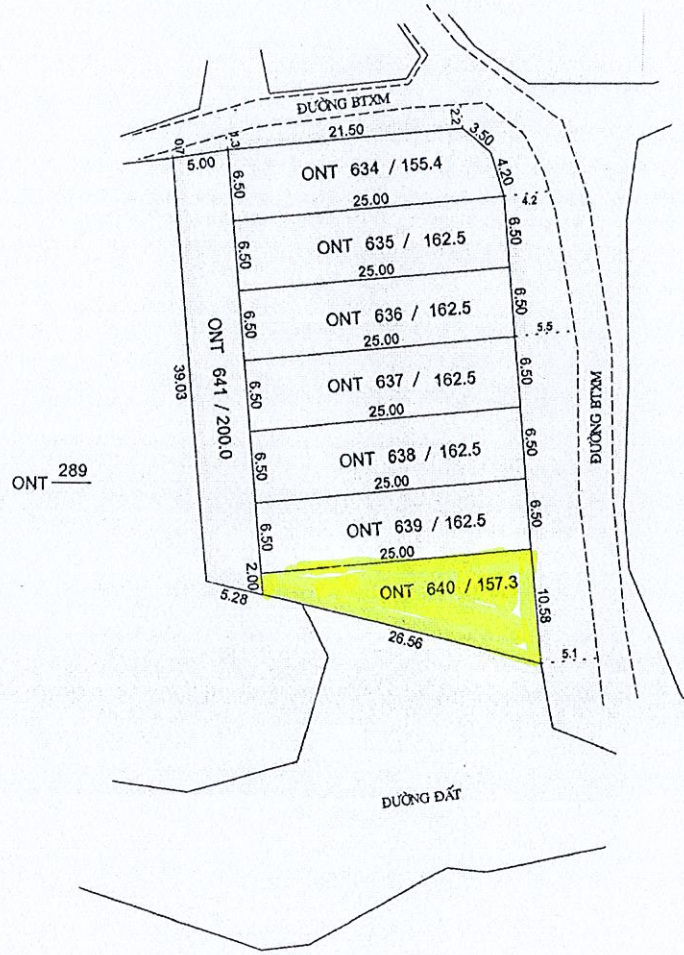 ĐƯỜNG BTXM
0.7
5.00
1.3
21.50
2.2
3.50
4.20
4.2
6.50
ONT 634 / 155.4
25.00
6.50
6.50
ONT 635 / 162.5
25.00
6.50
6.50
ONT 636 / 162.5
25.00
5.5
6.50
6.50
ONT 637 / 162.5
25.00
6.50
6.50
ONT 638 / 162.5
25.00
6.50
6.50
ONT 639 / 162.5
25.00
ONT 641 / 200.0
39.03
ĐƯỜNG BTXM
ONT 289
2.00
ONT 640 / 157.3
10.58
5.28
26.56
5.1
ĐƯỜNG ĐẤT